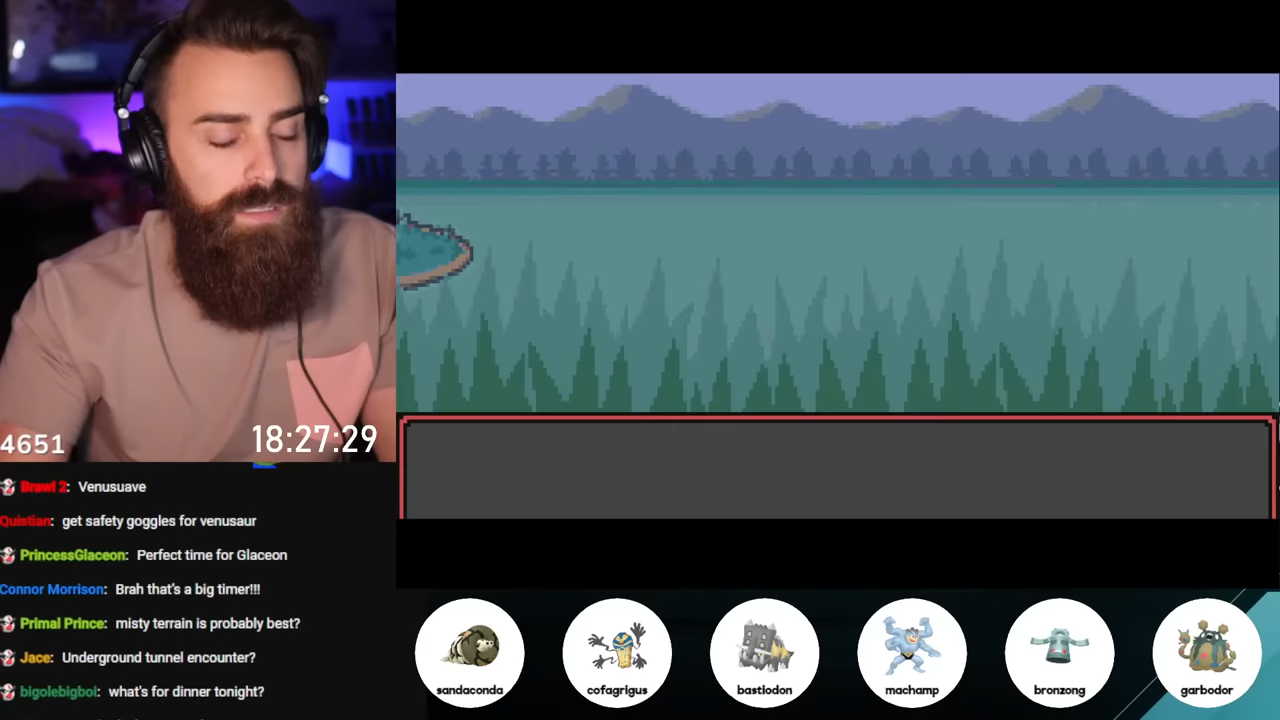 4651
18:27:29
Brawl 2: Venusuave
Quistian: get safety goggles for venusaur
PrincessGlaceon: Perfect time for Glaceon
Connor Morrison: Brah that's a big timer!!!
Primal Prince: misty terrain is probably best?
Jace: Underground tunnel encounter?
bigolebigboi: what's for dinner tonight?
sandaconda
cofagrigus
bastiodon
machamp
bronzong
garbodor